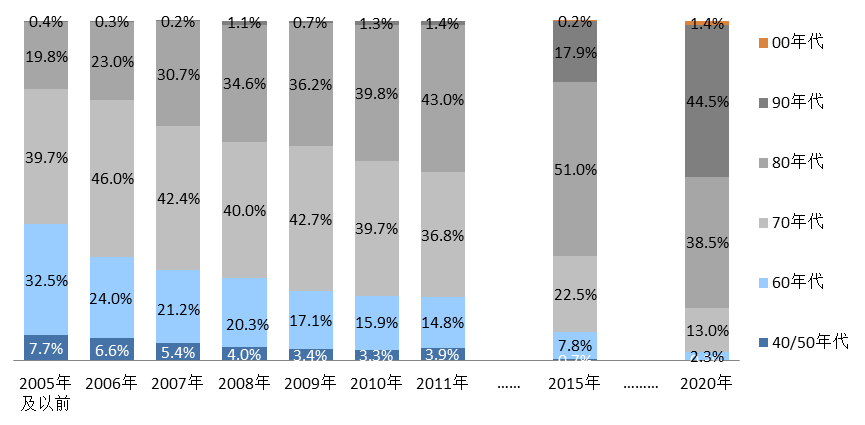 0.4% 0.3% 0.2% 1.1% 0.7% 1.3% 1.4% 0.2% 1.4%
00年代
19.8% 23.0% 30.7% 34.6% 36.2% 39.8% 43.0% 17.9% 44.5%
90年代
39.7% 46.0% 42.4% 40.0% 42.7% 39.7% 36.8% 51.0% 38.5%
80年代
32.5% 24.0% 21.2% 20.3% 17.1% 15.9% 14.8% 22.5% 13.0%
70年代
7.7% 6.6% 5.4% 4.0% 3.4% 3.3% 3.9% 7.8% 2.3%
60年代
0.7%
40/50年代
2005年 2006年 2007年 2008年 2009年 2010年 2011年 …… 2015年 ……… 2020年
及以前